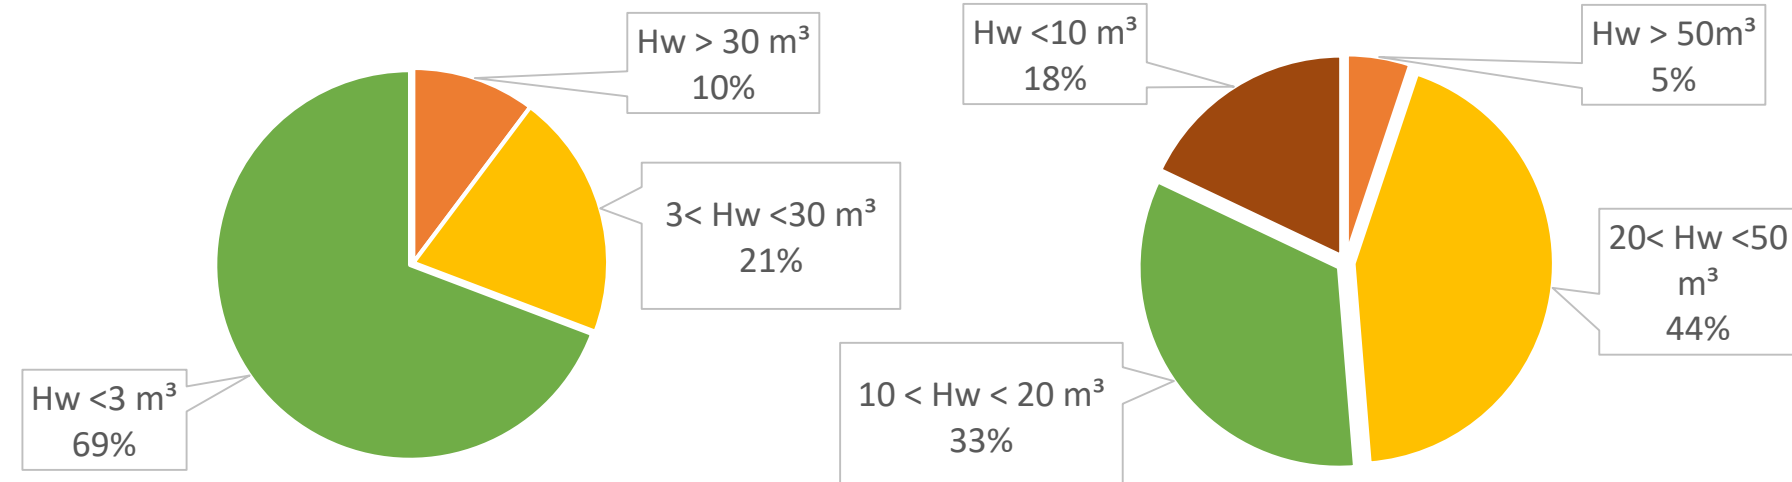 Hw > 30 m³
10%
3< Hw <30 m³
21%
Hw <3 m³
69%
Hw <10 m³
18%
Hw > 50m³
5%
20< Hw <50
m³
44%
10 < Hw < 20 m³
33%